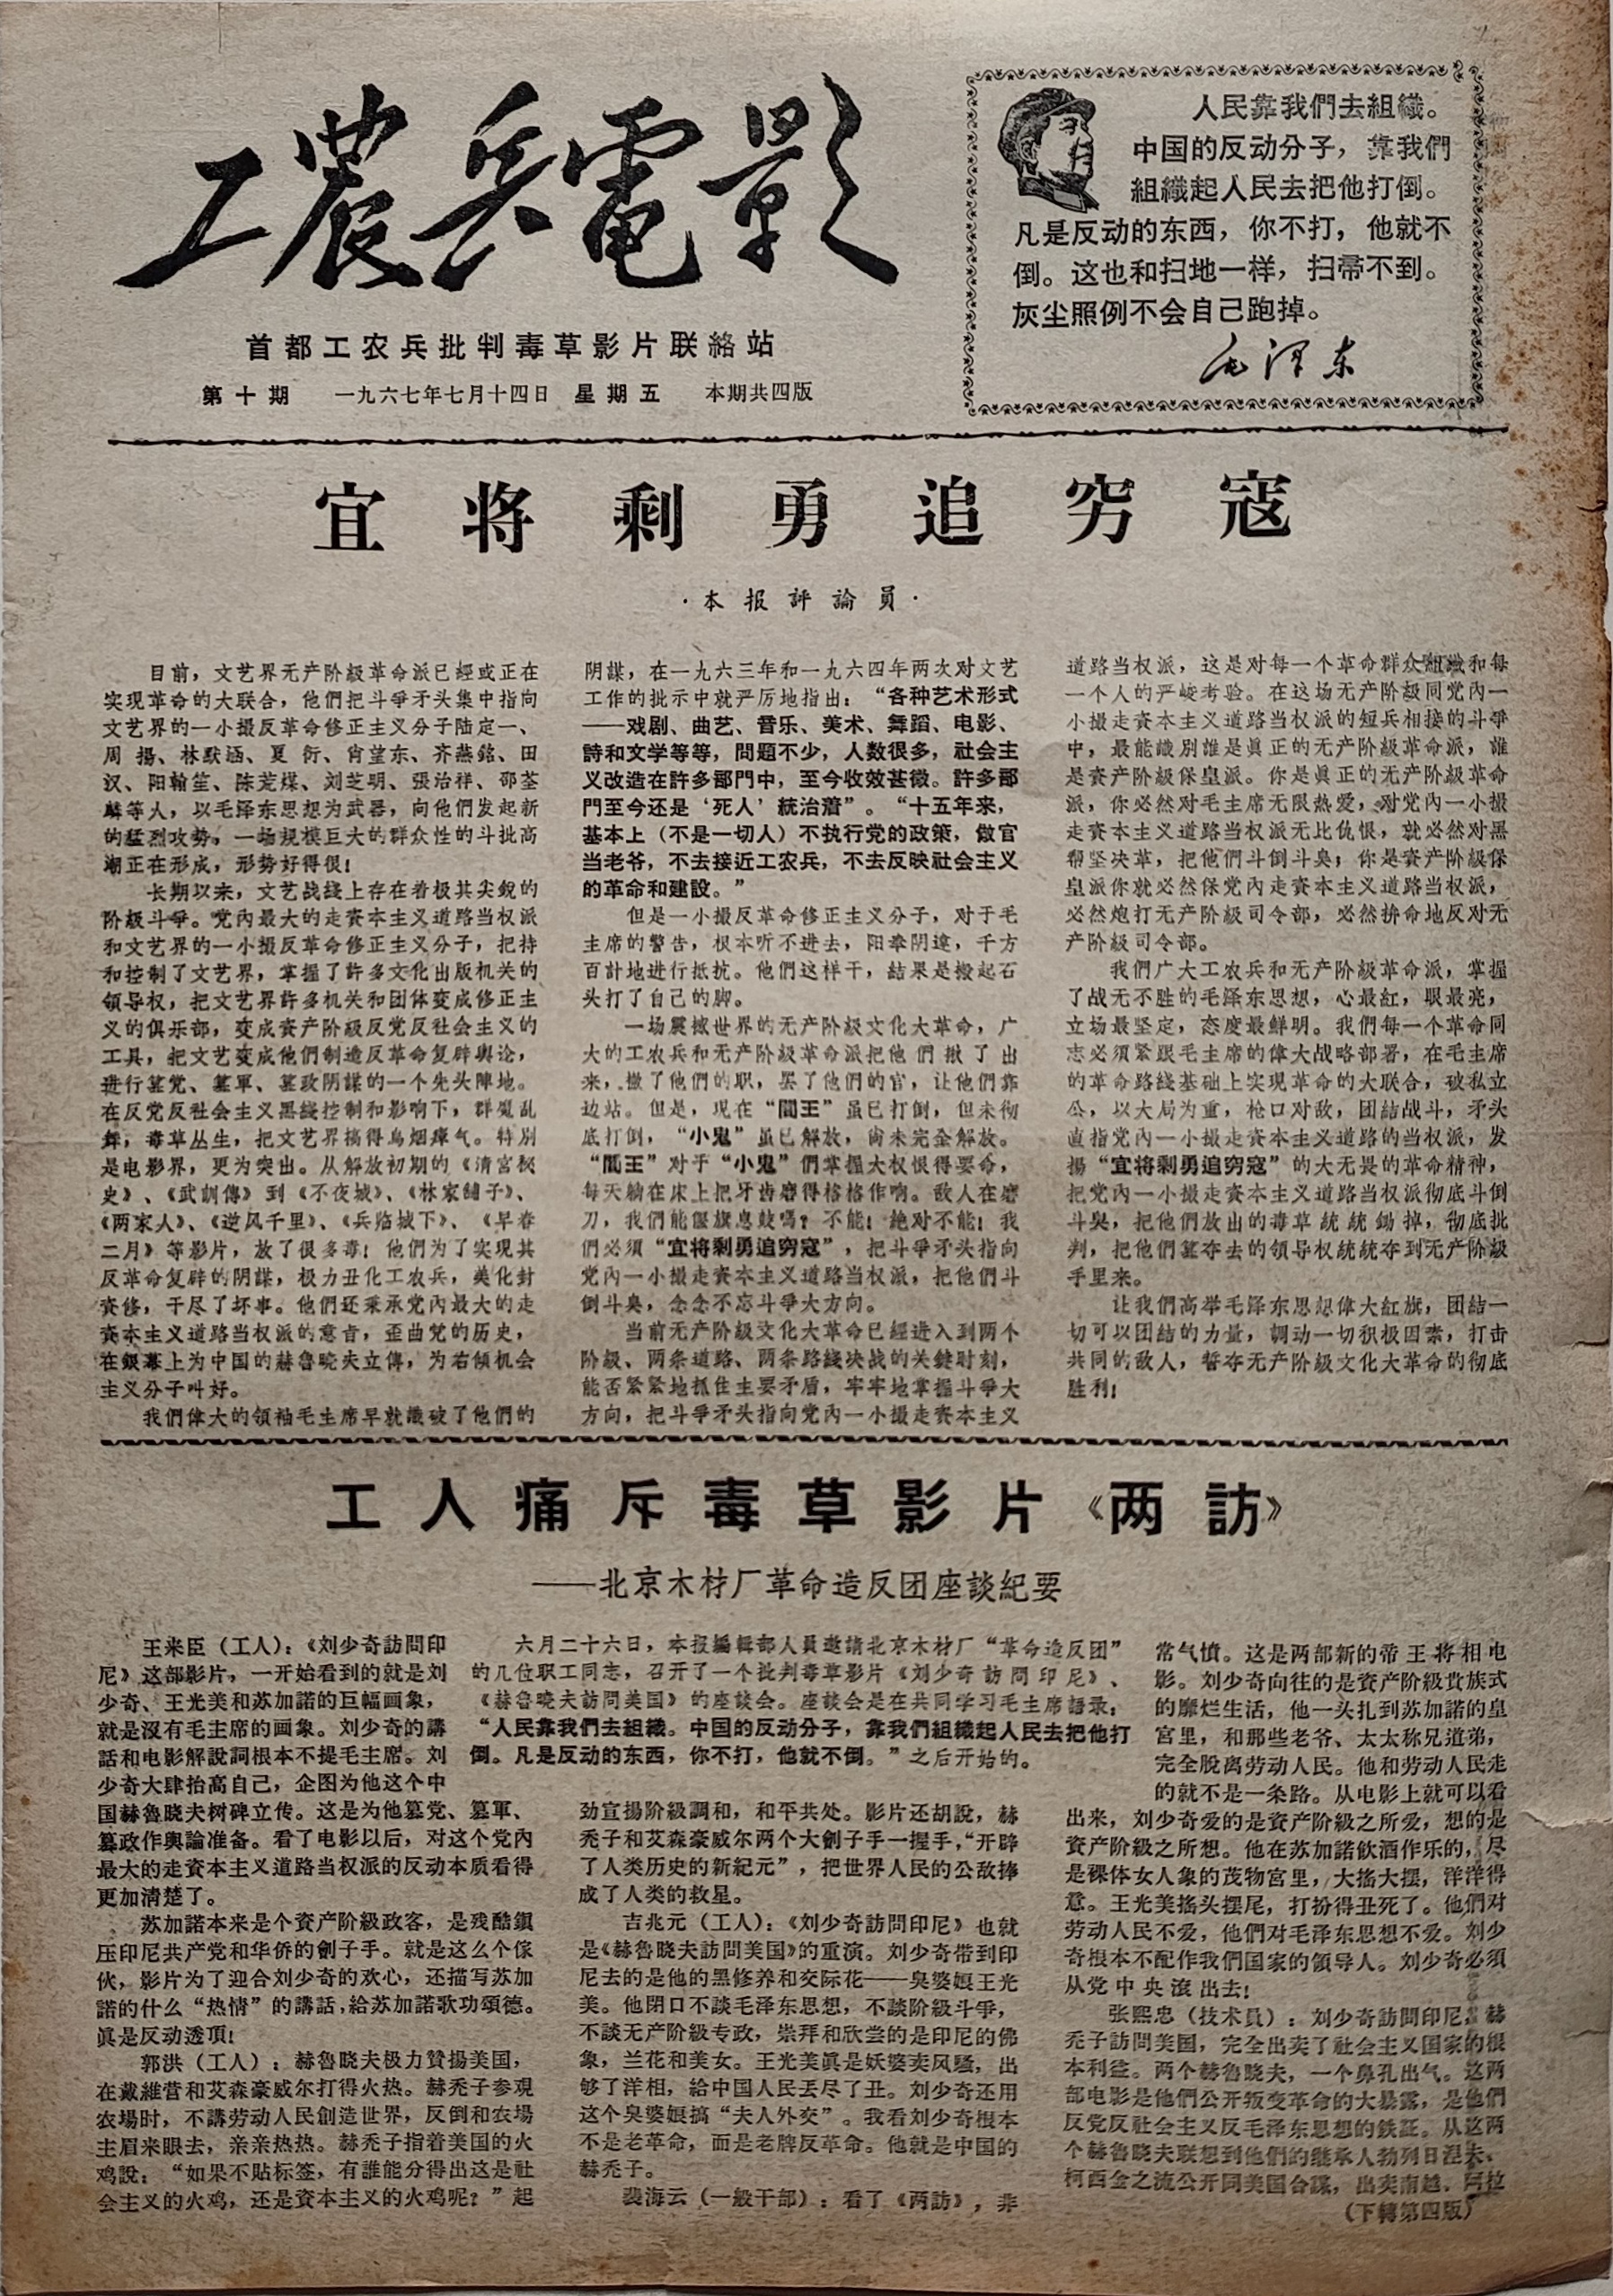 工農兵電影
首都工农兵批判毒草影片联絡站
第十期 一九六七年七月十四日 星期五 本期共四版
人民靠我們去組織。
中国的反动分子，靠我們
組織起人民去把他打倒。
凡是反动的东西，你不打，他就不
倒。这也和扫地一样，扫帚不到。
灰尘照例不会自己跑掉。
毛泽东
宜将剩勇追穷寇
·本报評論員·
目前，文艺界无产阶級革命派已經或正在
实現革命的大联合，他們把斗爭矛头集中指向
文艺界的一小撮反革命修正主义分子陆定一、
周揚、林默涵、夏衍、肖望东、齐燕銘、田
汉、阳翰笙、陈荒煤、刘芝明、張治祥、邵荃
麟等人，以毛泽东思想为武器，向他們发起新
的猛烈攻势。一场規模巨大的群众性的斗批高
潮正在形成，形势好得很！
长期以来，文艺战綫上存在着极其尖銳的
阶級斗爭。党內最大的走資本主义道路当权派
和文艺界的一小撮反革命修正主义分子，把持
和控制了文艺界，掌握了許多文化出版机关的
領导权，把文艺界許多机关和团体变成修正主
义的俱乐部，变成資产阶級反党反社会主义的
工具，把文艺变成他們制造反革命复辟舆论，
进行篡党、篡軍、篡政阴謀的一个先头陣地。
在反党反社会主义黑綫控制和影响下，群魔乱
舞，毒草丛生，把文艺界搞得烏烟瘴气。特別
是电影界，更为突出。从解放初期的《清宮秘
史》、《武訓傳》到《不夜城》、《林家鋪子》、
《两家人》、《逆风千里》、《兵临城下》、《早春
二月》等影片，放了很多毒！他們为了实现其
反革命复辟的阴謀，极力丑化工农兵，美化封
資修，干尽了坏事。他們还秉承党內最大的走
資本主义道路当权派的意旨，歪曲党的历史，
在銀幕上为中国的赫魯晓夫立傳，为右傾机会
主义分子叫好。
我們偉大的領袖毛主席早就識破了他們的
阴謀，在一九六三年和一九六四年两次对文艺
工作的批示中就严厉地指出：“各种艺术形式
——戏剧、曲艺、音乐、美术、舞蹈、电影、
詩和文学等等，問題不少，人数很多，社会主
义改造在許多部門中，至今收效甚微。許多部
門至今还是‘死人’統治着”。“十五年来，
基本上（不是一切人）不执行党的政策，做官
当老爷，不去接近工农兵，不去反映社会主义
的革命和建設。”
但是一小撮反革命修正主义分子，对于毛
主席的警告，根本听不进去，阳奉阴違，千方
百計地进行抵抗。他們这样干，結果是搬起石
头打了自己的脚。
一场震撼世界的无产阶級文化大革命，广
大的工农兵和无产阶級革命派把他們揪了出
来，撤了他們的职，罢了他們的官，让他們靠
边站。但是，現在“閻王”虽已打倒，但未彻
底打倒，“小鬼”虽已解放，尙未完全解放。
“閻王”对于“小鬼”們掌握大权恨得要命，
每天躺在床上把牙齿磨得格格作响。敌人在磨
刀，我們能偃旗息鼓嗎？不能！絶对不能！我
們必須“宜将剩勇追穷寇”，把斗爭矛头指向
党內一小撮走資本主义道路当权派，把他們斗
倒斗臭，念念不忘斗爭大方向。
当前无产阶級文化大革命已經进入到两个
阶級、两条道路、两条路綫决战的关鍵时刻，
能否紧紧地抓住主要矛盾，牢牢地掌握斗爭大
方向，把斗爭矛头指向党內一小撮走資本主义
道路当权派，这是对每一个革命群众組織和每
一个人的严峻考驗。在这场无产阶級同党內一
小撮走資本主义道路当权派的短兵相接的斗爭
中，最能識別誰是眞正的无产阶級革命派，誰
是資产阶級保皇派。你是眞正的无产阶級革命
派，你必然对毛主席无限热爱，对党內一小撮
走資本主义道路当权派无比仇恨，就必然对黑
帮坚决革，把他們斗倒斗臭；你是資产阶級保
皇派你就必然保党內走資本主义道路当权派，
必然炮打无产阶級司令部，必然拚命地反对无
产阶級司令部。
我們广大工农兵和无产阶級革命派，掌握
了战无不胜的毛泽东思想，心最紅，眼最亮，
立场最坚定，态度最鮮明。我們每一个革命同
志必須紧跟毛主席的偉大战略部署，在毛主席
的革命路綫基础上实现革命的大联合，破私立
公，以大局为重，枪口对敌，团結战斗，矛头
直指党內一小撮走資本主义道路的当权派，发
揚“宜将剩勇追穷寇”的大无畏的革命精神，
把党內一小撮走資本主义道路当权派彻底斗倒
斗臭，把他們放出的毒草統統鋤掉，彻底批
判，把他們篡夺去的領导权統統夺到无产阶級
手里来。
让我們高举毛泽东思想偉大紅旗，团結一
切可以团結的力量，調动一切积极因素，打击
共同的敌人，誓夺无产阶級文化大革命的彻底
胜利！
工人痛斥毒草影片《两訪》
——北京木材厂革命造反团座談紀要
六月二十六日，本报編輯部人員邀請北京木材厂“革命造反团”
的几位职工同志，召开了一个批判毒草影片《刘少奇訪問印尼》、
《赫鲁晓夫訪問美国》的座談会。座談会是在共同学习毛主席語录：
“人民靠我們去組織。中国的反动分子，靠我們組織起人民去把他打
倒。凡是反动的东西，你不打，他就不倒。”之后开始的。
王来臣（工人）：《刘少奇訪問印
尼》这部影片，一开始看到的就是刘
少奇、王光美和苏加諾的巨幅画象，
就是沒有毛主席的画象。刘少奇的講
話和电影解說詞根本不提毛主席。刘
少奇大肆抬高自己，企图为他这个中
国赫魯晓夫树碑立传。这是为他篡党、篡軍、
篡政作輿論准备。看了电影以后，对这个党內
最大的走資本主义道路当权派的反动本质看得
更加清楚了。
苏加諾本来是个資产阶級政客，是残酷鎭
压印尼共产党和华侨的劊子手。就是这么个傢
伙，影片为了迎合刘少奇的欢心，还描写苏加
諾的什么“热情”的講話，給苏加諾歌功頌德。
眞是反动透頂！
郭洪（工人）：赫魯晓夫极力贊揚美国，
在戴維营和艾森豪威尔打得火热。赫禿子参观
农場时，不講劳动人民創造世界，反倒和农場
主眉来眼去，亲亲热热。赫禿子指着美国的火
鸡說：“如果不貼标签，有誰能分得出这是社
会主义的火鸡，还是資本主义的火鸡呢？”起
劲宣揚阶級調和，和平共处。影片还胡說，赫
禿子和艾森豪威尔两个大劊子手一握手，“开辟
了人类历史的新紀元”，把世界人民的公敌捧
成了人类的救星。
吉兆元（工人）：《刘少奇訪問印尼》也就
是《赫鲁晓夫訪問美国》的重演。刘少奇带到印
尼去的是他的黑修养和交际花——臭婆娘王光
美。他閉口不談毛泽东思想，不談阶級斗爭，
不談无产阶級专政，崇拜和欣尝的是印尼的佛
象，兰花和美女。王光美眞是妖婆卖风騷，出
够了洋相，給中国人民丢尽了丑。刘少奇还用
这个臭婆娘搞“夫人外交”。我看刘少奇根本
不是老革命，而是老牌反革命。他就是中国的
赫禿子。
裴海云（一般干部）：看了《两訪》，非
常气憤。这是两部新的帝王将相电
影。刘少奇向往的是資产阶級貴族式
的靡烂生活，他一头扎到苏加諾的皇
宮里，和那些老爷、太太称兄道弟，
完全脫离劳动人民。他和劳动人民走
的就不是一条路。从电影上就可以看
出来，刘少奇爱的是資产阶級之所爱，想的是
資产阶級之所想。他在苏加諾飲酒作乐的，尽
是裸体女人象的茂物宮里，大搖大摆，洋洋得
意。王光美搖头摆尾，打扮得丑死了。他們对
劳动人民不爱，他們对毛泽东思想不爱。刘少
奇根本不配作我們国家的領导人。刘少奇必須
从党中央滾出去！
張熙忠（技术員）：刘少奇訪問印尼，赫
禿子訪問美国，完全出卖了社会主义国家的根
本利益。两个赫魯晓夫，一个鼻孔出气。这两
部电影是他們公开叛变革命的大暴露，是他們
反党反社会主义反毛泽东思想的鉄証。从这两
个赫魯晓夫联想到他們的継承人勃列日涅夫、
柯西金之流公开同美国合謀，出卖南越、阿拉
（下轉第四版）